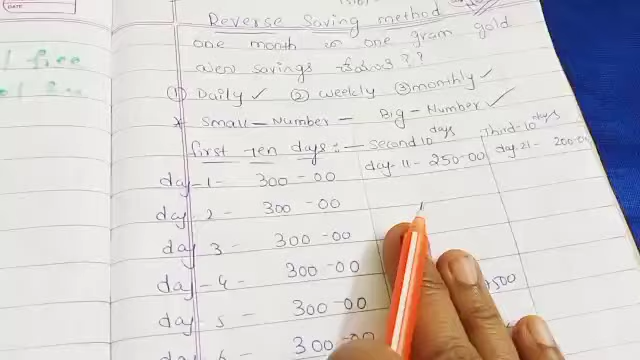 DATE
Reverse Saving method
one month lo one gram gold
① Daily ✓ ② weekly ③ monthly ✓
* Small - Number - Big - Number ✓
first ten days :- second 10 days Third-10 days
day-1- 300-00 day-11-250-00 day-21- 200-00
day-2- 300-00
day-3- 300-00
day-4- 300-00
day-5- 300-00
day-6- 300-00